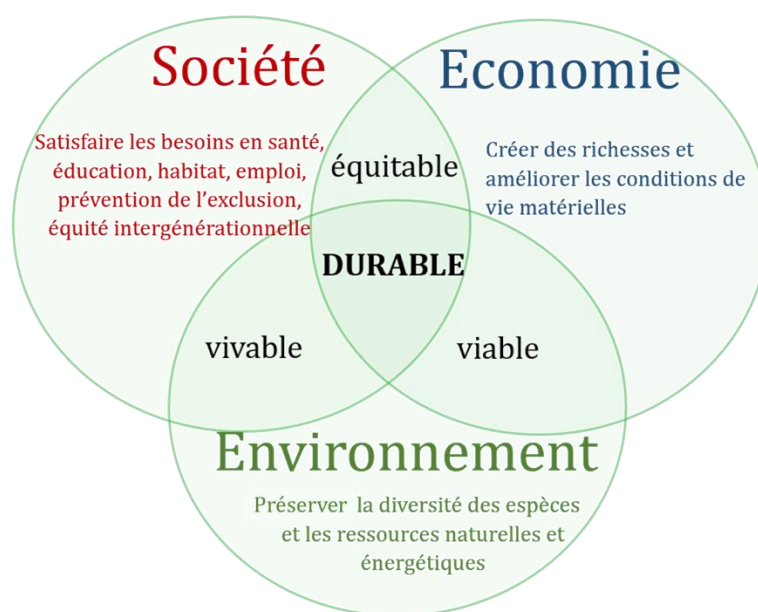 Société
Economie
Satisfaire les besoins en santé,
éducation, habitat, emploi,
prévention de l'exclusion,
équité intergénérationnelle
équitable
Créer des richesses et
améliorer les conditions de
vie matérielles
DURABLE
vivable
viable
Environnement
Préserver la diversité des espèces
et les ressources naturelles et
énergétiques